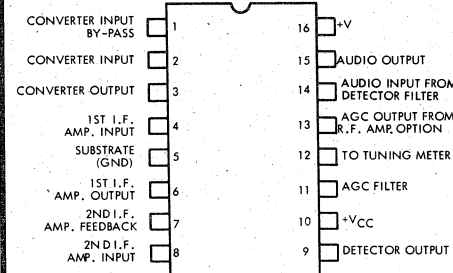 CONVERTER INPUT
BY-PASS
1
16
+V
CONVERTER INPUT
2
15
AUDIO OUTPUT
CONVERTER OUTPUT
3
14
AUDIO INPUT FROM
DETECTOR FILTER
1ST I.F.
AMP. INPUT
4
13
AGC OUTPUT FROM
R.F. AMP. OPTION
SUBSTRATE
(GND)
5
12
TO TUNING METER
1ST I.F.
AMP. OUTPUT
6
11
AGC FILTER
2ND I.F.
AMP. FEEDBACK
7
10
+VCC
2ND I.F.
AMP. INPUT
8
9
DETECTOR OUTPUT